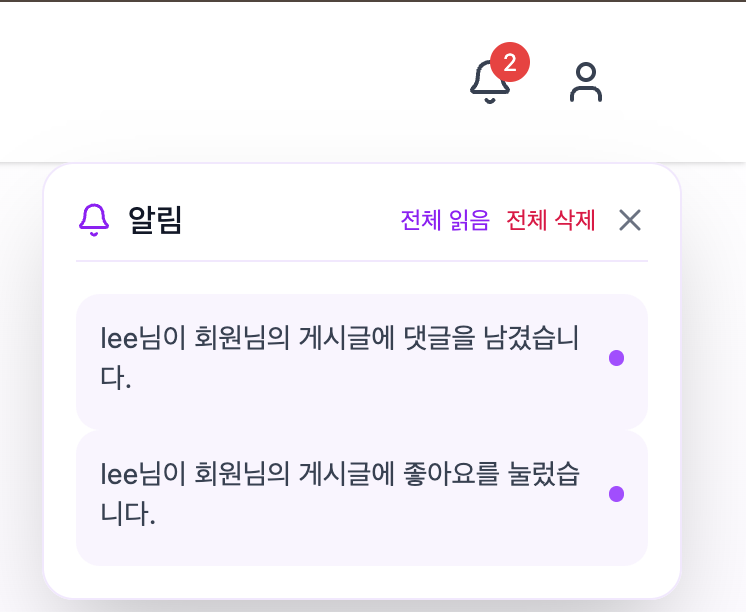 2
알림
전체 읽음 전체 삭제
lee님이 회원님의 게시글에 댓글을 남겼습니
다.
lee님이 회원님의 게시글에 좋아요를 눌렀습
니다.